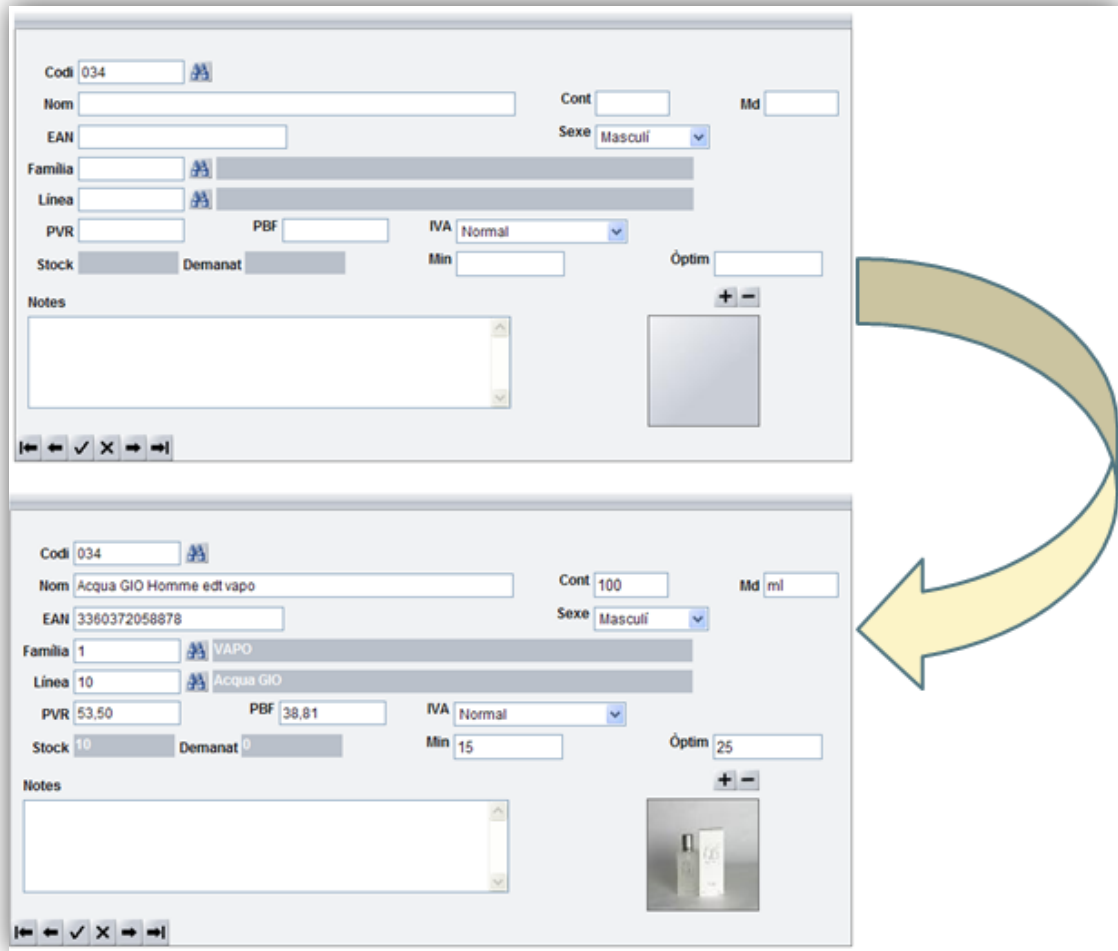 Codi 034
Nom Cont Md
EAN Sexe Masculí
Família
Línea
PVR PBF IVA Normal
Stock Demanat Min Òptim
Notes
Codi 034
Nom Acqua GIO Homme edt vapo Cont 100 Md ml
EAN 3360372058878 Sexe Masculí
Família 1 VAPO
Línea 10 Acqua GIO
PVR 53,50 PBF 38,81 IVA Normal
Stock 10 Demanat 0 Min 15 Òptim 25
Notes